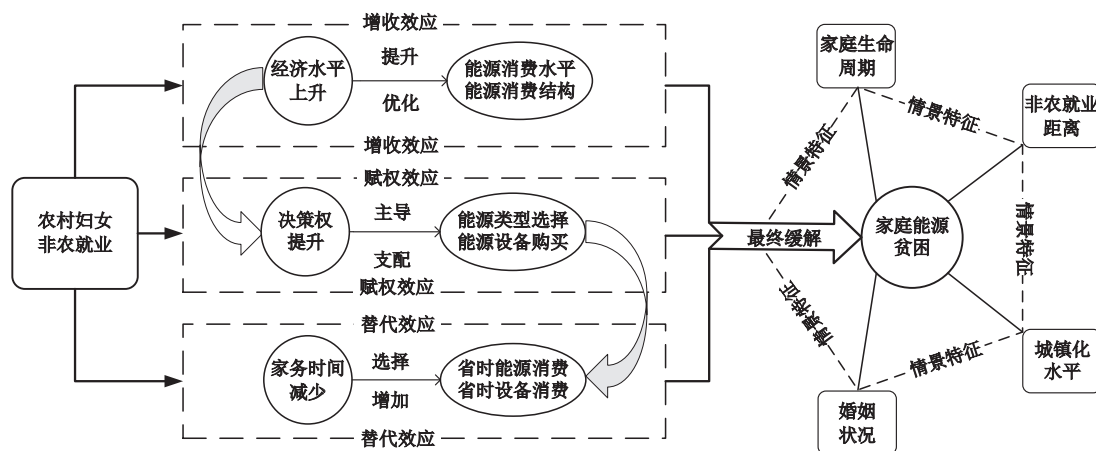 农村妇女
非农就业
增收效应
经济水平
上升
提升
优化
能源消费水平
能源消费结构
增收效应
赋权效应
决策权
提升
主导
支配
能源类型选择
能源设备购买
赋权效应
替代效应
家务时间
减少
选择
增加
省时能源消费
省时设备消费
替代效应
最终缓解
家庭能源
贫困
家庭生命
周期
情景特征
非农就业
距离
情景特征
情景特征
城镇化
水平
情景特征
婚姻
状况
情景特征
情景特征